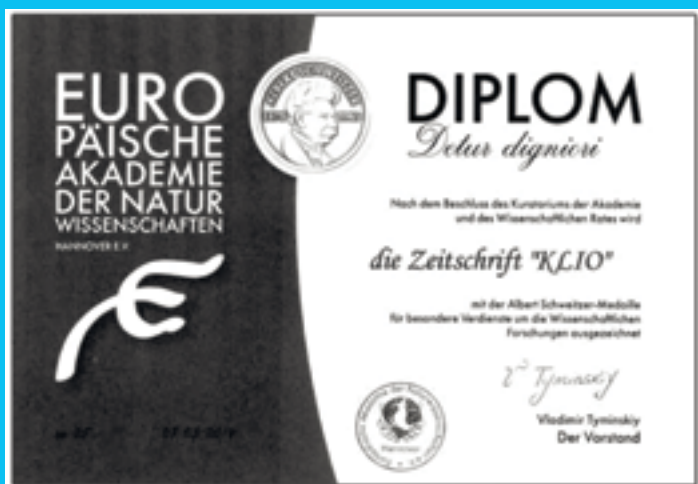 EURO
PÄISCHE
AKADEMIE
DER NATUR
WISSENSCHAFTEN
HANNOVER E.V
DIPLOM
Detur digniori
Nach dem Beschluss des Kuratoriums der Akademie
und des Wissenschaftlichen Rates wird
die Zeitschrift "KLIO"
mit der Albert Schweitzer-Medaille
für besondere Verdienste um die Wissenschaftlichen
Forschungen ausgezeichnet
Tyminskiy
Vladimir Tyminskiy
Der Vorstand